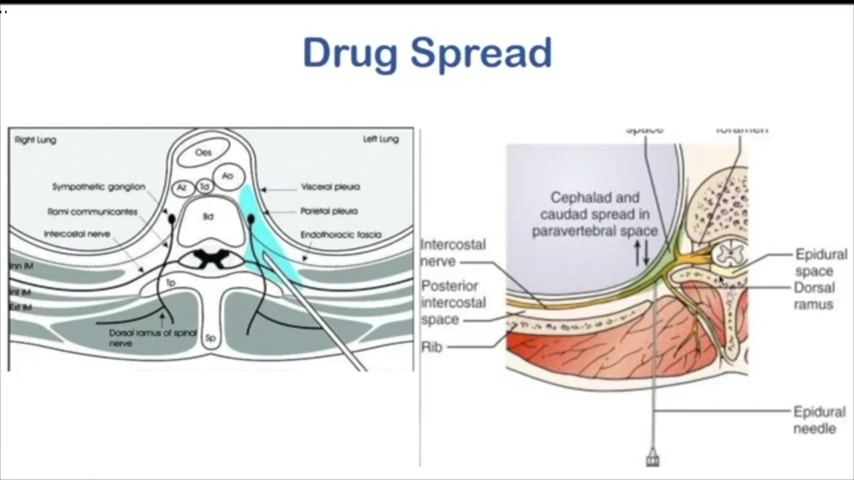 Drug Spread
Right Lung
Left Lung
Oes
Ao
Az
Td
Bd
Sympathetic ganglion
Rami communicantes
Intercostal nerve
Visceral pleura
Parietal pleura
Endothoracic fascia
Inn IM
Int IM
Ext IM
Tp
Sp
Dorsal ramus of spinal
nerve
space
foramen
Cephalad and
caudad spread in
paravertebral space
Intercostal
nerve
Posterior
intercostal
space
Rib
Epidural
space
Dorsal
ramus
Epidural
needle